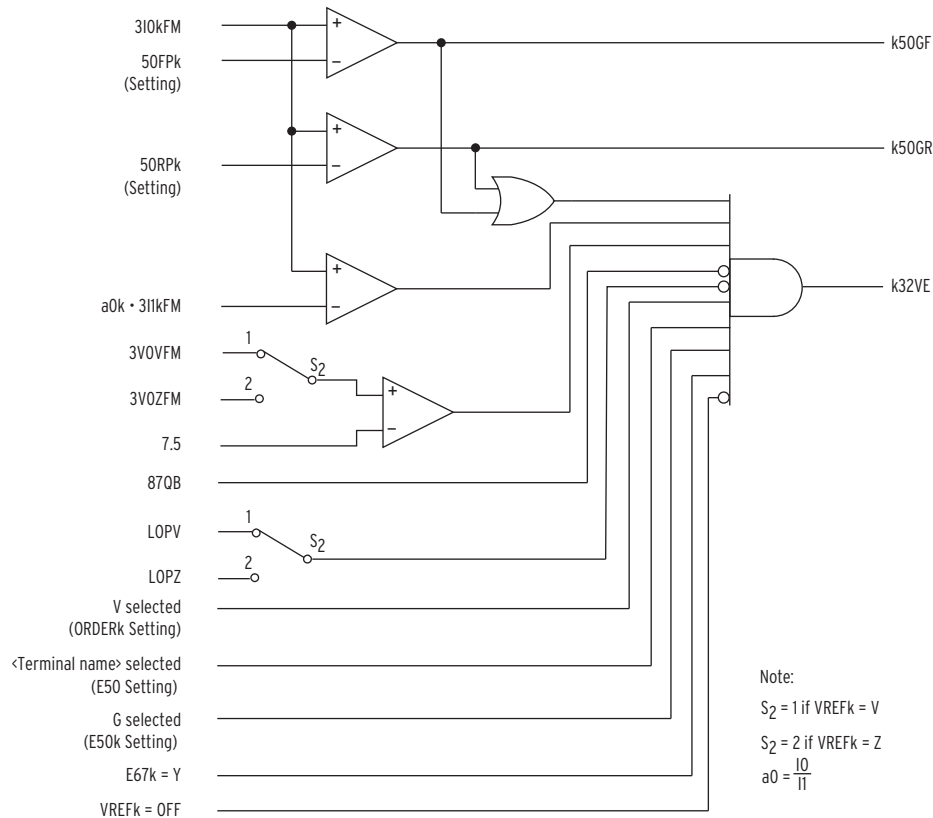 3I0kFM
50FPk
(Setting)
+
–
k50GF
50RPk
(Setting)
+
–
k50GR
a0k • 3I1kFM
+
–
k32VE
3V0VFM
1
S2
3V0ZFM
2
+
–
7.5
87QB
LOPV
1
S2
LOPZ
2
V selected
(ORDERk Setting)
<Terminal name> selected
(E50 Setting)
G selected
(E50k Setting)
E67k = Y
VREFk = OFF
Note:
S2 = 1 if VREFk = V
S2 = 2 if VREFk = Z
a0 = I0
I1